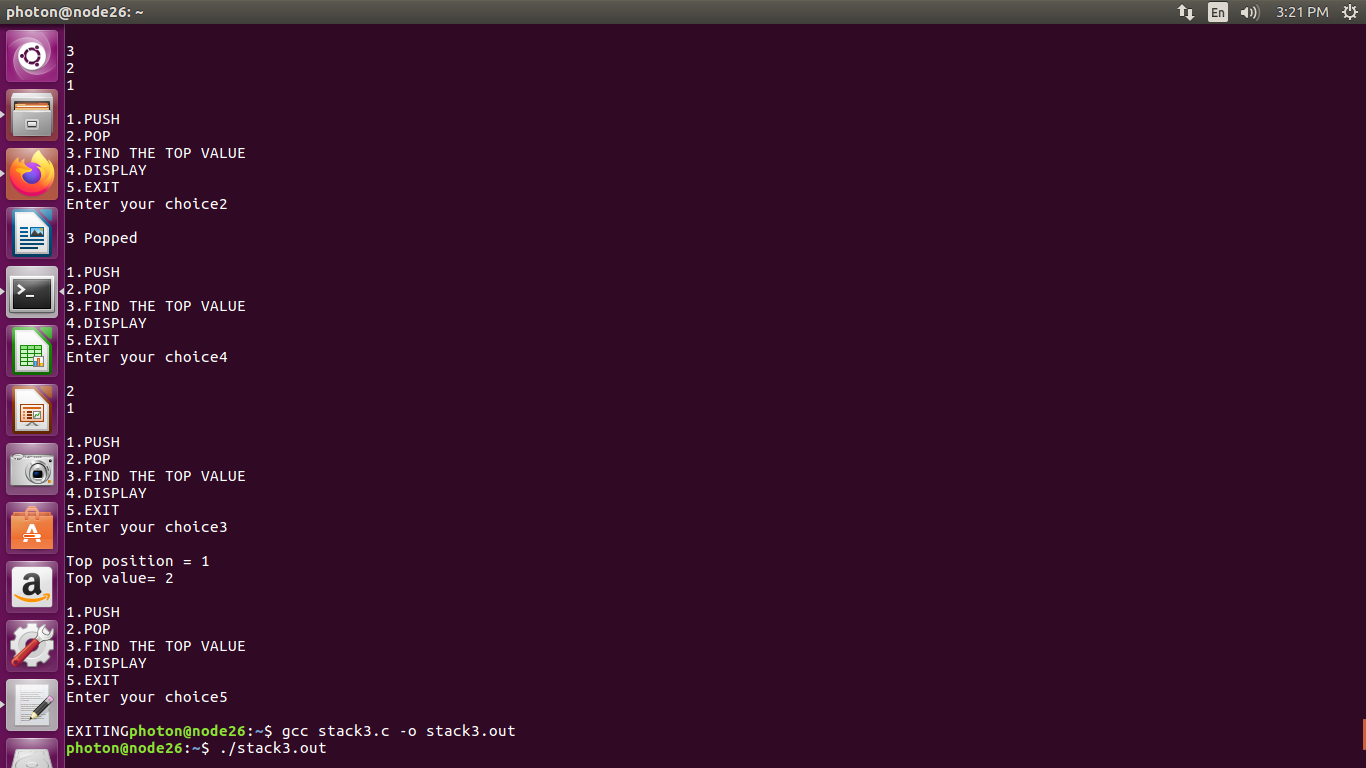 photon@node26: ~
En
3:21 PM
3
2
1
1.PUSH
2.POP
3.FIND THE TOP VALUE
4.DISPLAY
5.EXIT
Enter your choice2
3 Popped
1.PUSH
2.POP
3.FIND THE TOP VALUE
4.DISPLAY
5.EXIT
Enter your choice4
2
1
1.PUSH
2.POP
3.FIND THE TOP VALUE
4.DISPLAY
5.EXIT
Enter your choice3
Top position = 1
Top value= 2
1.PUSH
2.POP
3.FIND THE TOP VALUE
4.DISPLAY
5.EXIT
Enter your choice5
EXITINGphoton@node26:~$ gcc stack3.c -o stack3.out
photon@node26:~$ ./stack3.out